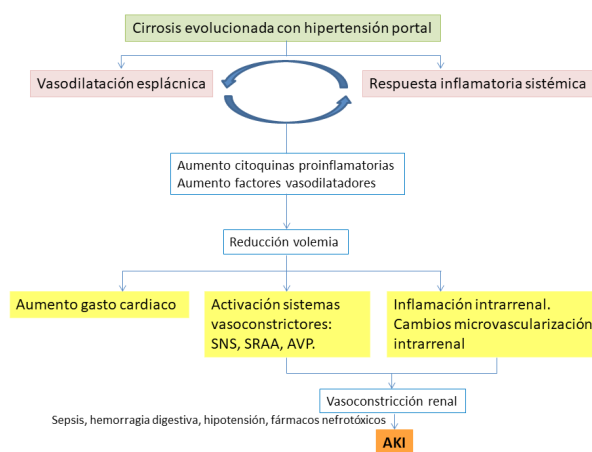 Cirrosis evolucionada con hipertensión portal
Vasodilatación esplácnica
Respuesta inflamatoria sistémica
Aumento citoquinas proinflamatorias
Aumento factores vasodilatadores
Reducción volemia
Aumento gasto cardiaco
Activación sistemas
vasoconstrictores:
SNS, SRAA, AVP.
Inflamación intrarrenal.
Cambios microvascularización
intrarrenal
Vasoconstricción renal
Sepsis, hemorragia digestiva, hipotensión, fármacos nefrotóxicos
AKI